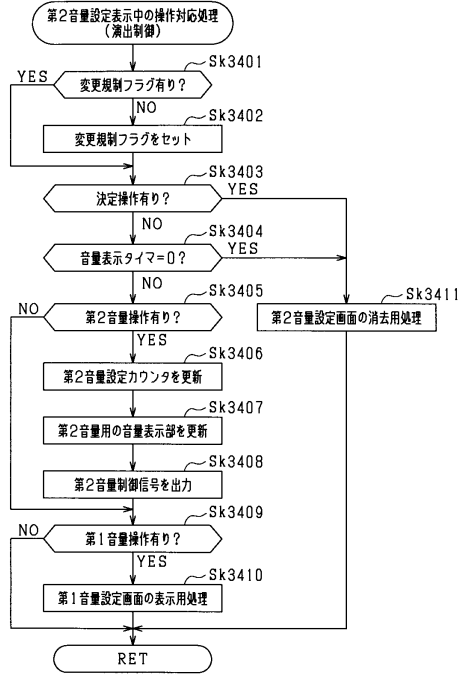 第2音量設定表示中の操作対応処理
(演出制御)
Sk3401
変更規制フラグ有り?
YES
NO
Sk3402
変更規制フラグをセット
Sk3403
決定操作有り?
YES
NO
Sk3404
音量表示タイマ=0?
YES
NO
Sk3405
第2音量操作有り?
NO
YES
Sk3411
第2音量設定画面の消去用処理
Sk3406
第2音量設定カウンタを更新
Sk3407
第2音量用の音量表示部を更新
Sk3408
第2音量制御信号を出力
Sk3409
第1音量操作有り?
NO
YES
Sk3410
第1音量設定画面の表示用処理
RET